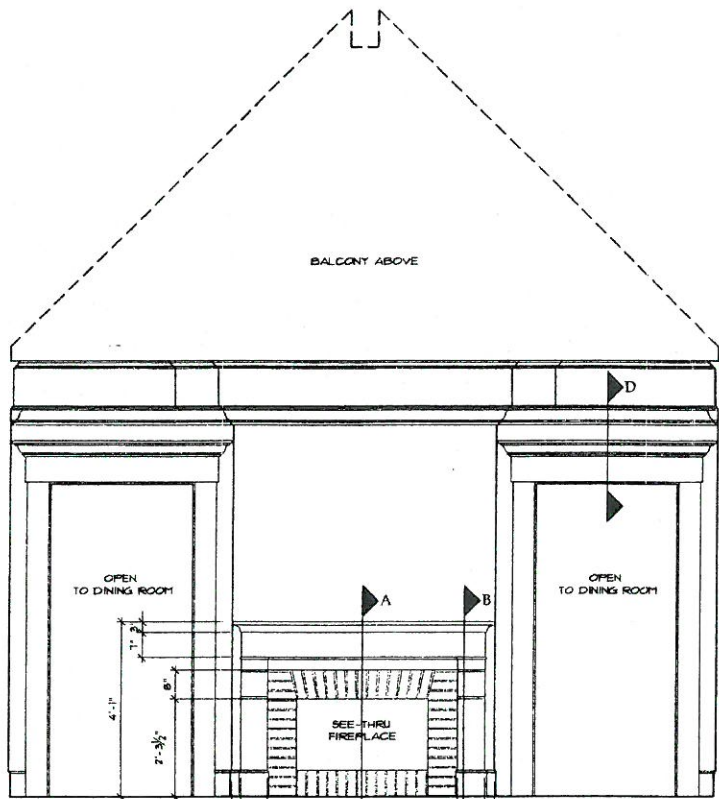 BALCONY ABOVE
D
OPEN
TO DINING ROOM
OPEN
TO DINING ROOM
A
B
3"
7"
8"
4'-1"
2'-3½"
SEE-THRU
FIREPLACE